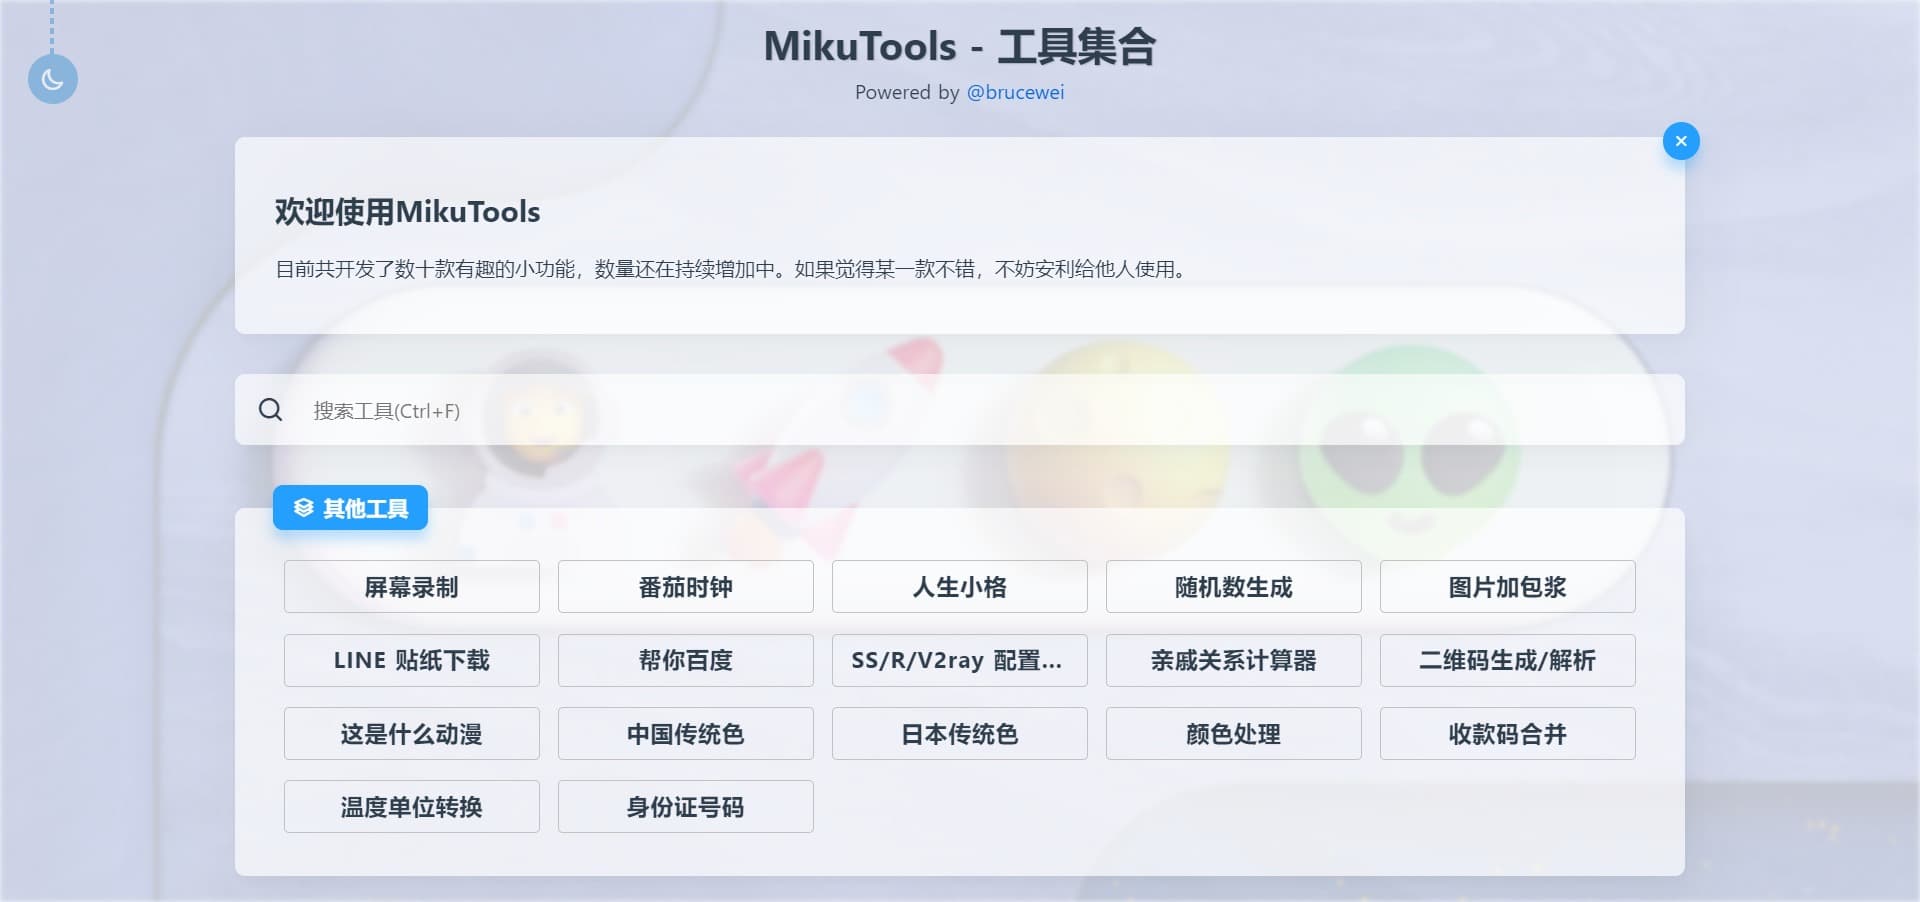 MikuTools - 工具集合
Powered by @brucewei
欢迎使用MikuTools
目前共开发了数十款有趣的小功能，数量还在持续增加中。如果觉得某一款不错，不妨安利给他人使用。
搜索工具(Ctrl+F)
其他工具
屏幕录制 番茄时钟 人生小格 随机数生成 图片加包浆
LINE 贴纸下载 帮你百度 SS/R/V2ray 配置... 亲戚关系计算器 二维码生成/解析
这是什么动漫 中国传统色 日本传统色 颜色处理 收款码合并
温度单位转换 身份证号码